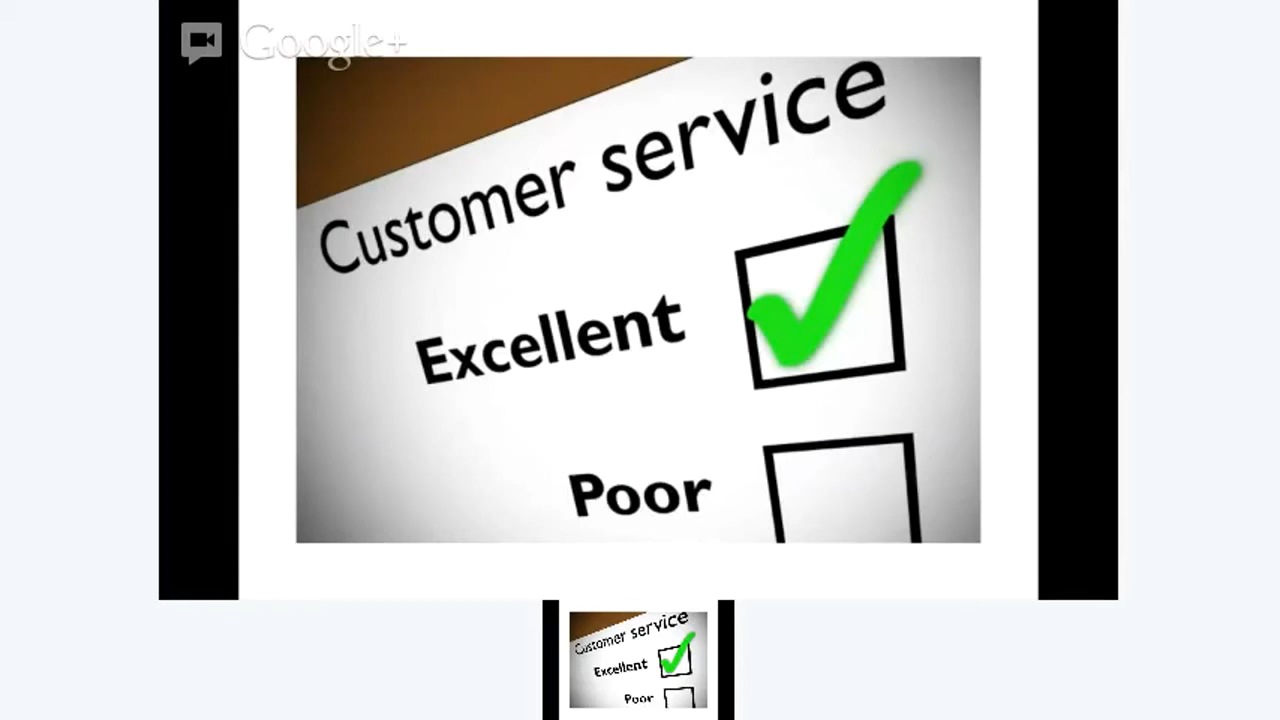 Google+
Customer service
Excellent
Poor
Customer service
Excellent
Poor